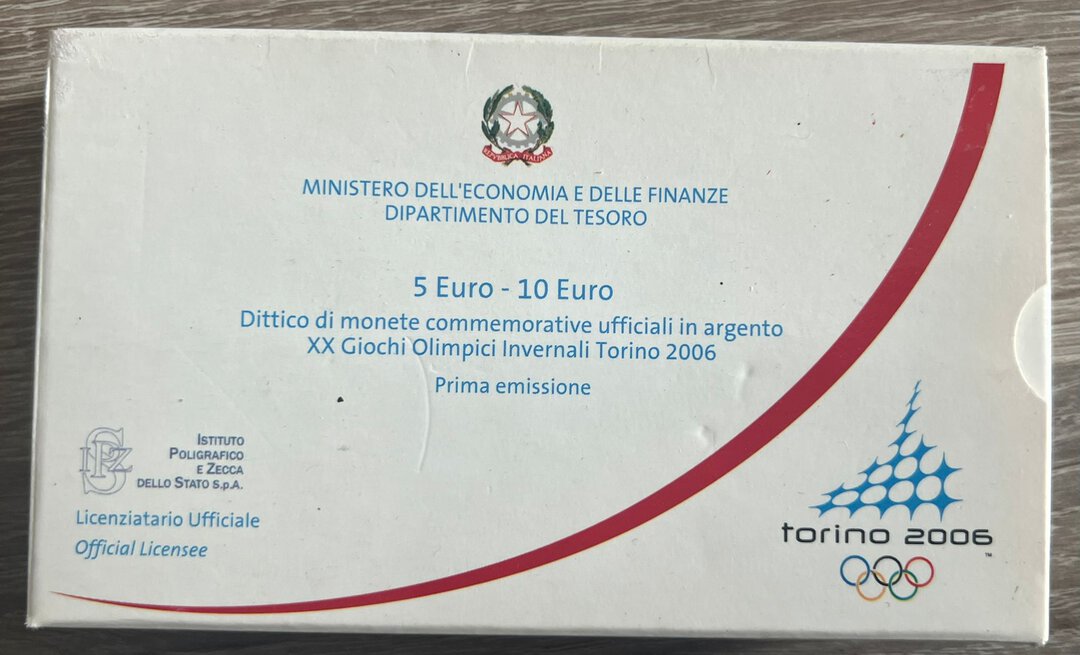 REPVBBLICA ITALIANA
MINISTERO DELL'ECONOMIA E DELLE FINANZE
DIPARTIMENTO DEL TESORO
5 Euro - 10 Euro
Dittico di monete commemorative ufficiali in argento
XX Giochi Olimpici Invernali Torino 2006
Prima emissione
IPZS
ISTITUTO
POLIGRAFICO
E ZECCA
DELLO STATO S.p.A.
Licenziatario Ufficiale
Official Licensee
torino 2006
™